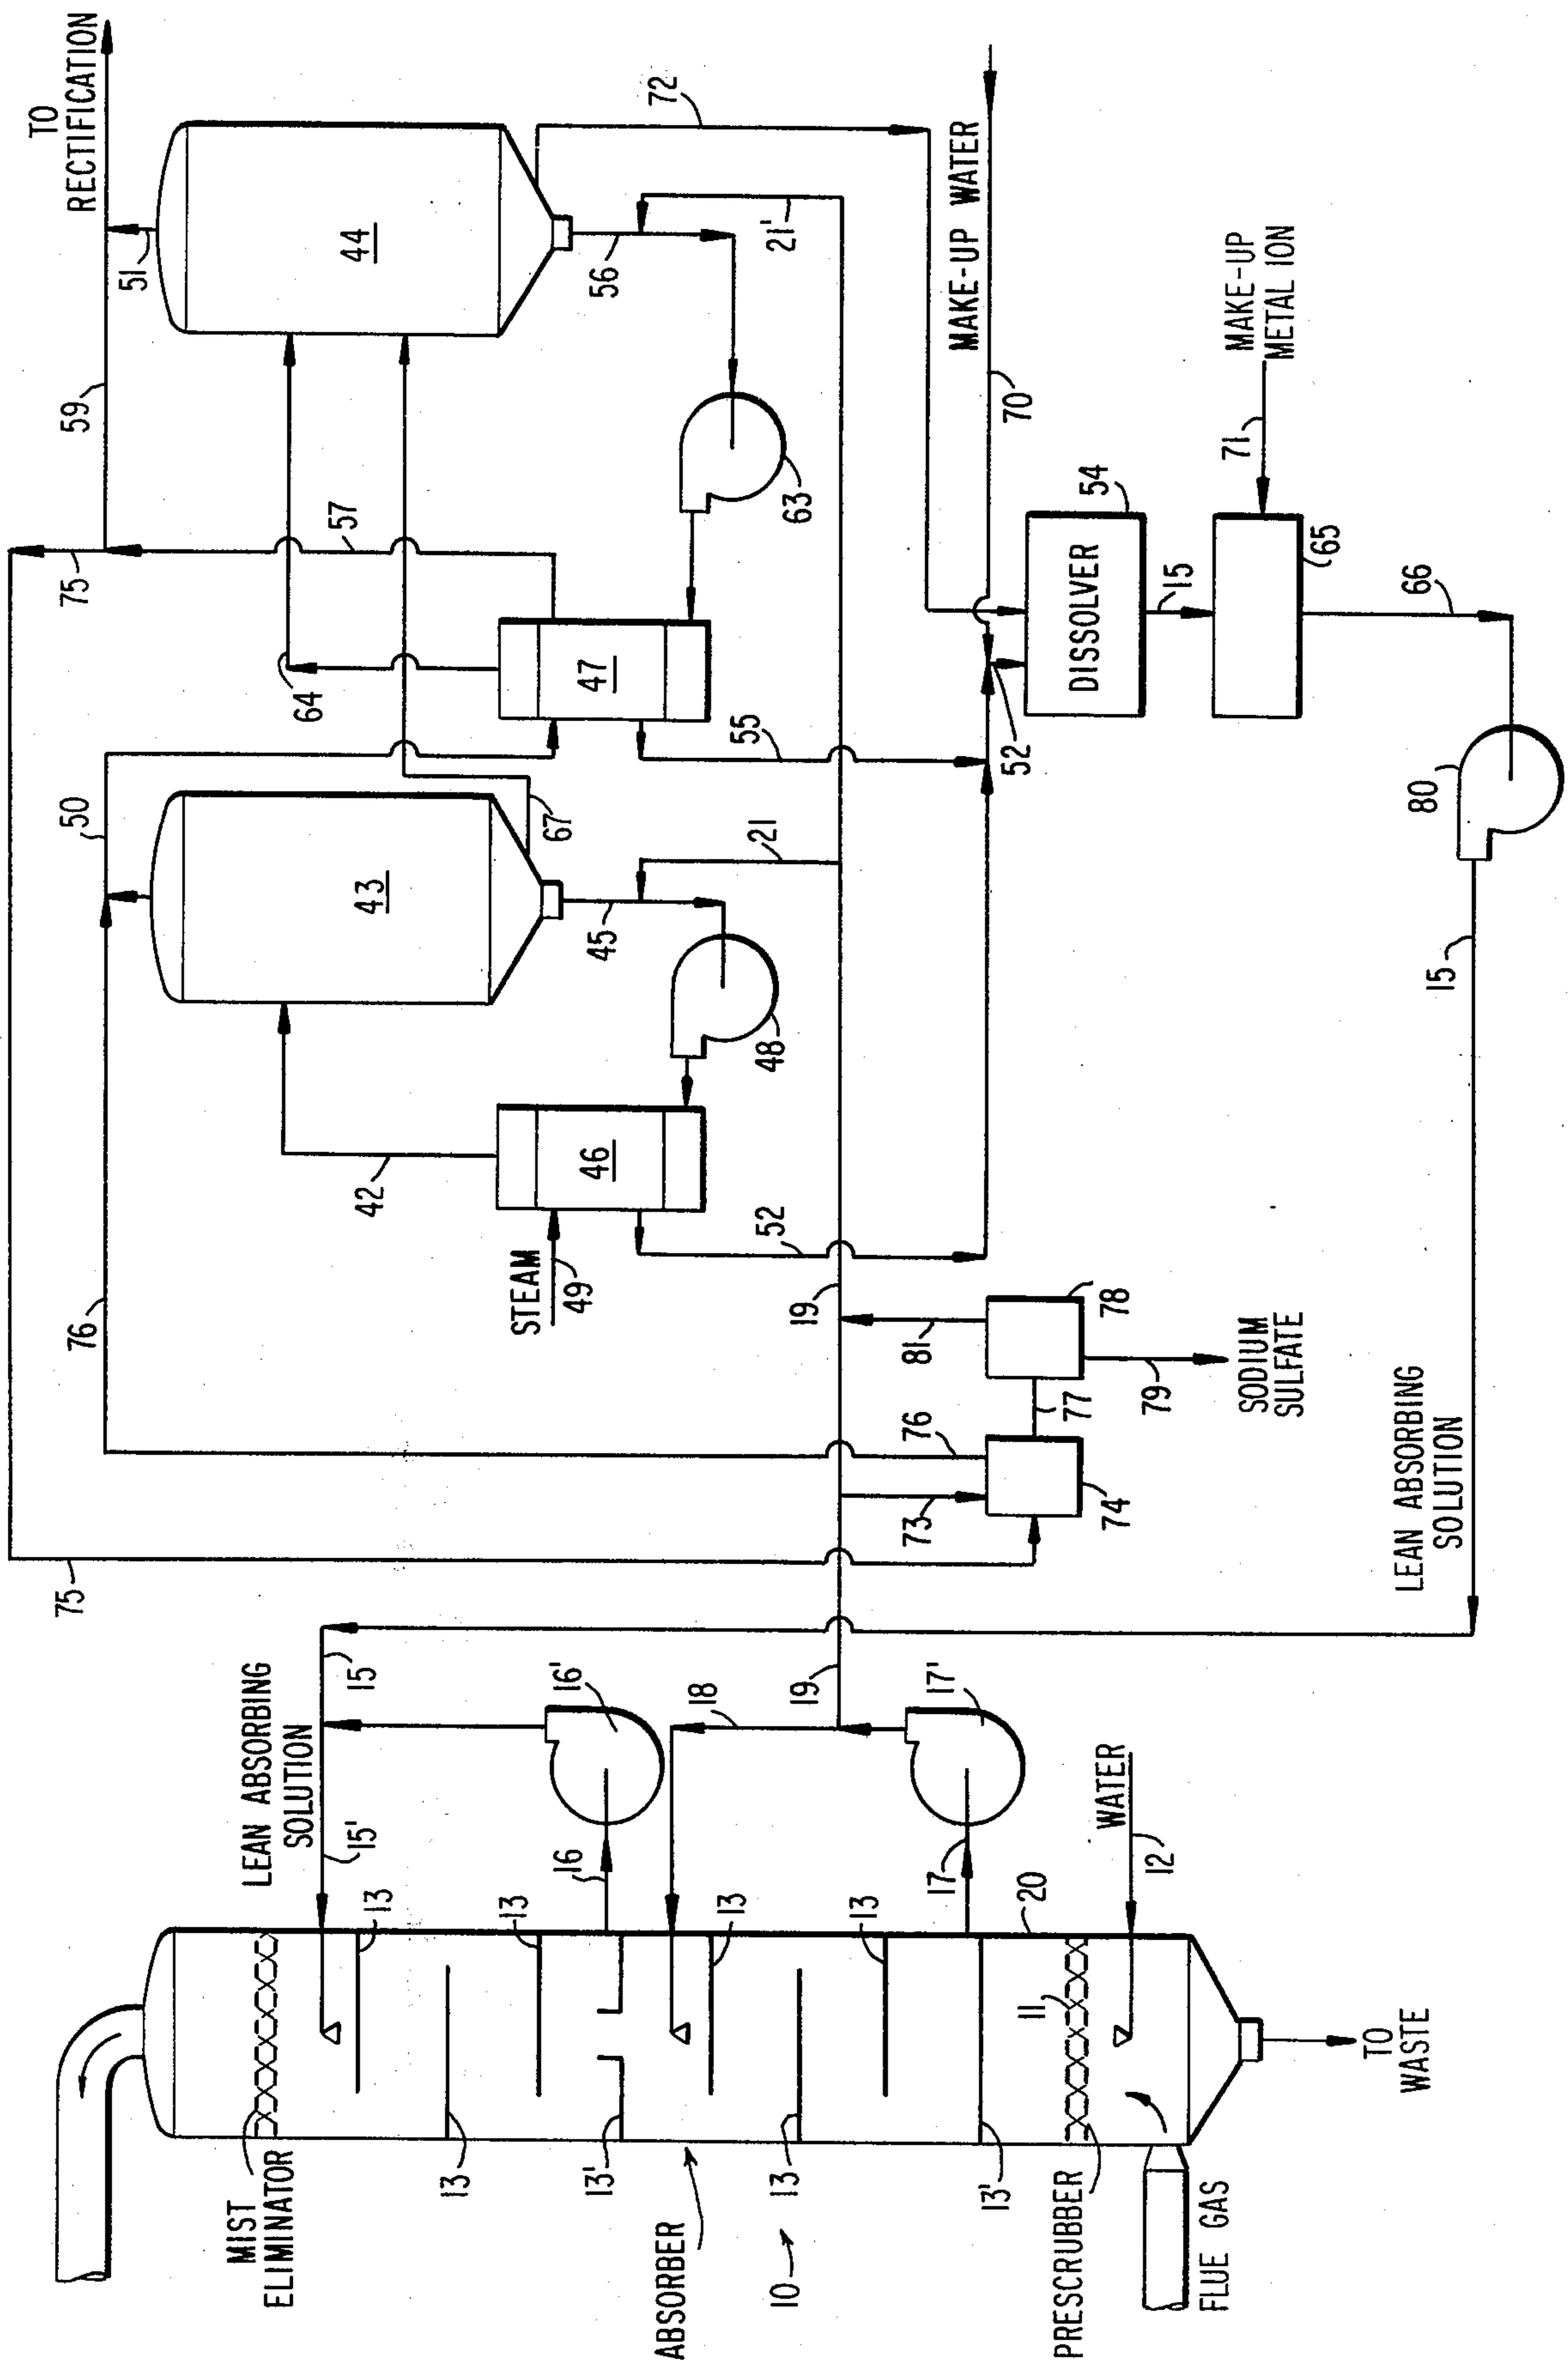 75
75
TO
RECTIFICATION
76
50
59
51
MIST
ELIMINATOR
LEAN ABSORBING
SOLUTION
15'
15
13
13
42
43
64
57
44
13
13'
16
16'
STEAM
49
46
45
67
47
56
ABSORBER
13
18
48
21
55
63
21'
72
10
13
13
19
19
52
13'
17
17'
73
76
81
52
70
MAKE-UP WATER
20
11
PRESCRUBBER
WATER
12
74
77
78
79
DISSOLVER
54
15
FLUE GAS
SODIUM
SULFATE
71
MAKE-UP
METAL ION
65
TO
WASTE
LEAN ABSORBING
SOLUTION
15
80
66